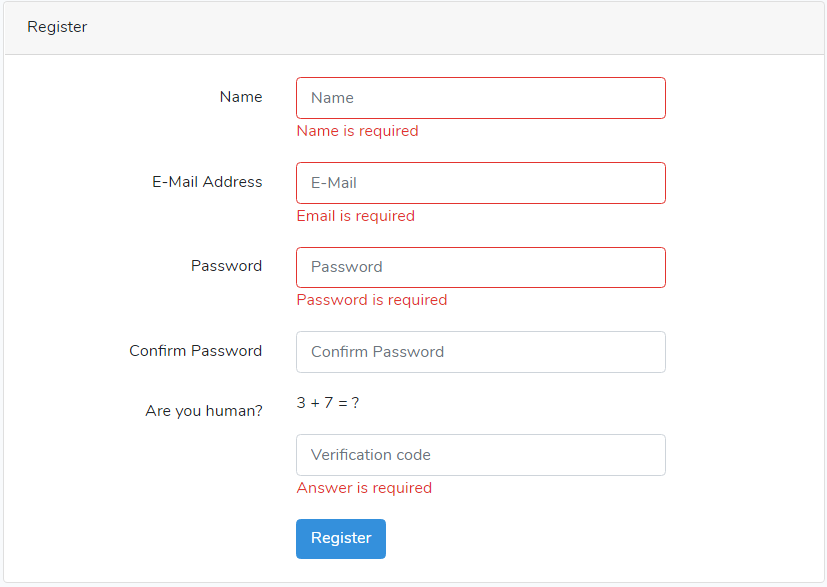 Register
Name
Name
Name is required
E-Mail Address
E-Mail
Email is required
Password
Password
Password is required
Confirm Password
Confirm Password
Are you human?
3 + 7 = ?
Verification code
Answer is required
Register